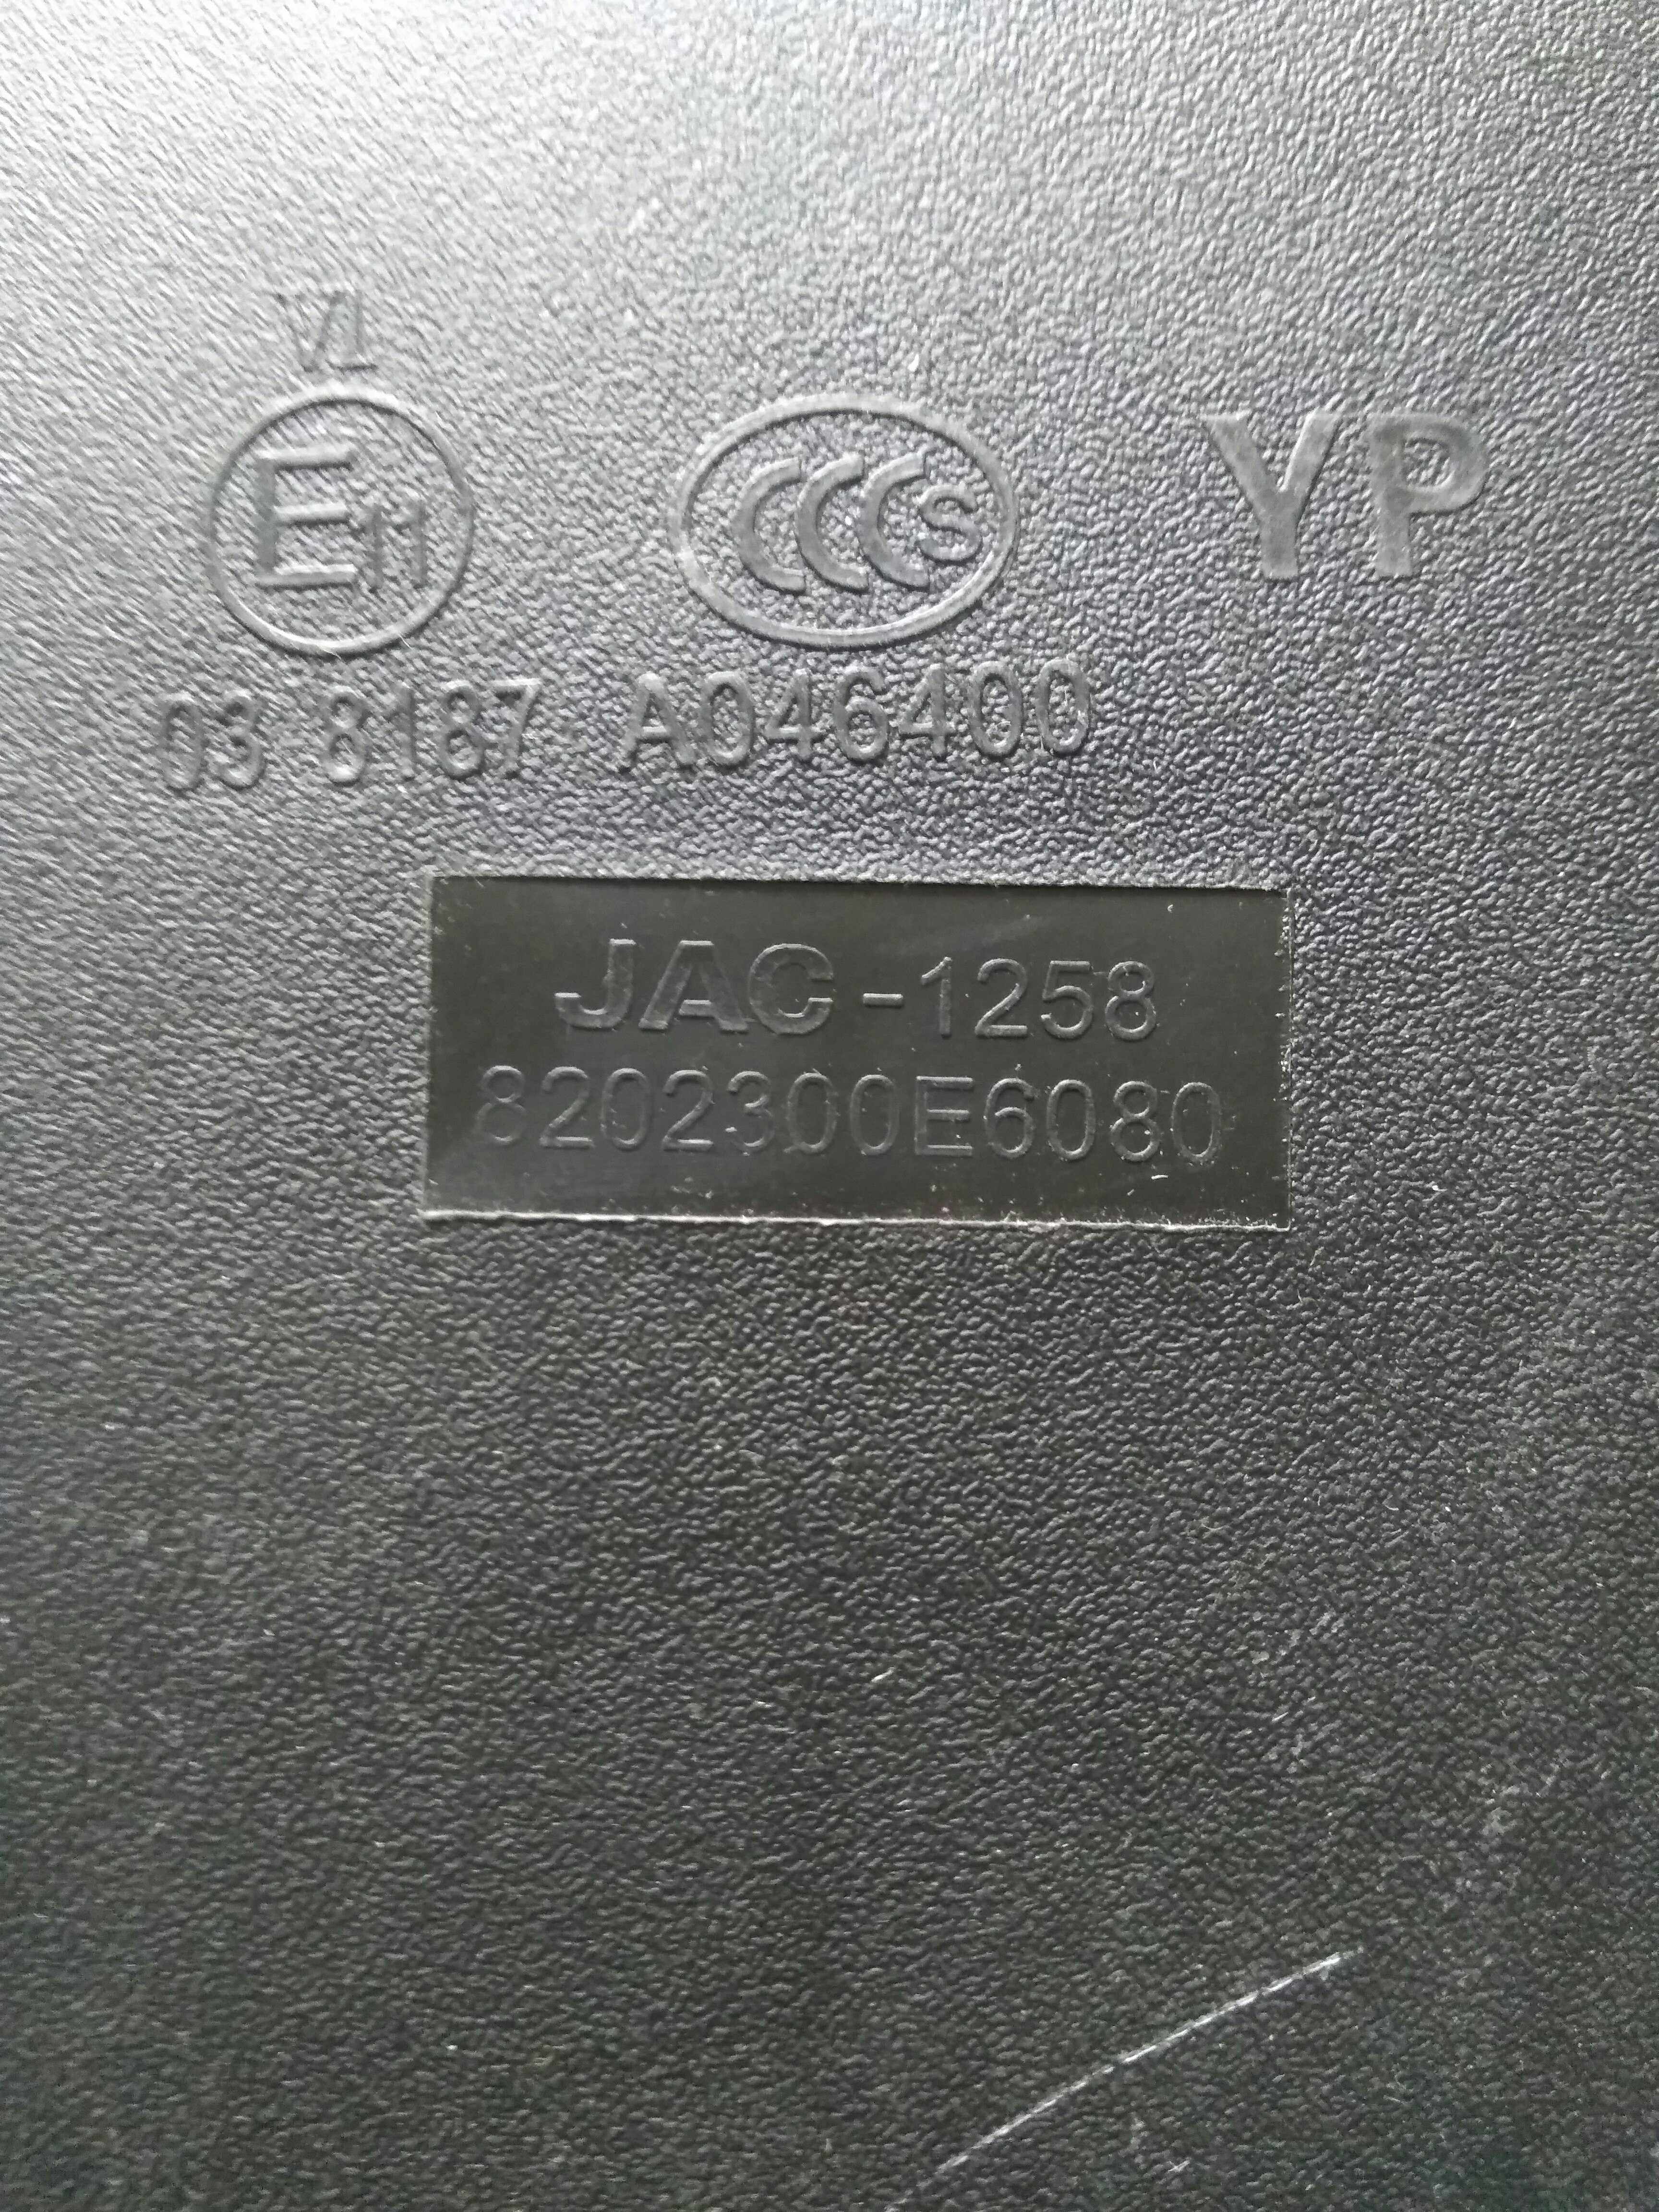 VI
E11 CCCS YP
03 8187 A046400
JAC-1258
8202300E6080